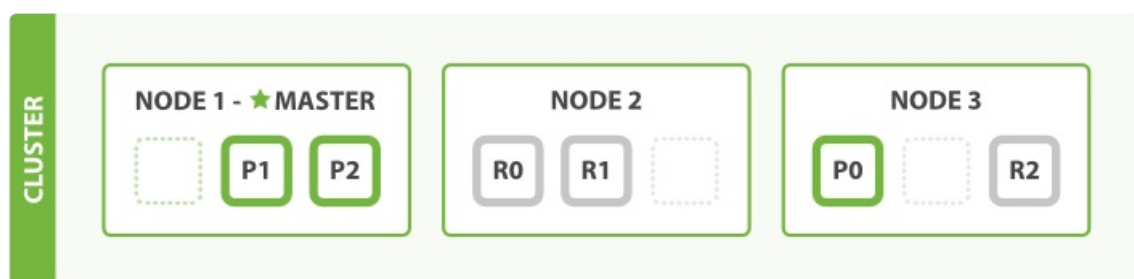 CLUSTER
NODE 1 - ★ MASTER
P1 P2
NODE 2
R0 R1
NODE 3
P0 R2